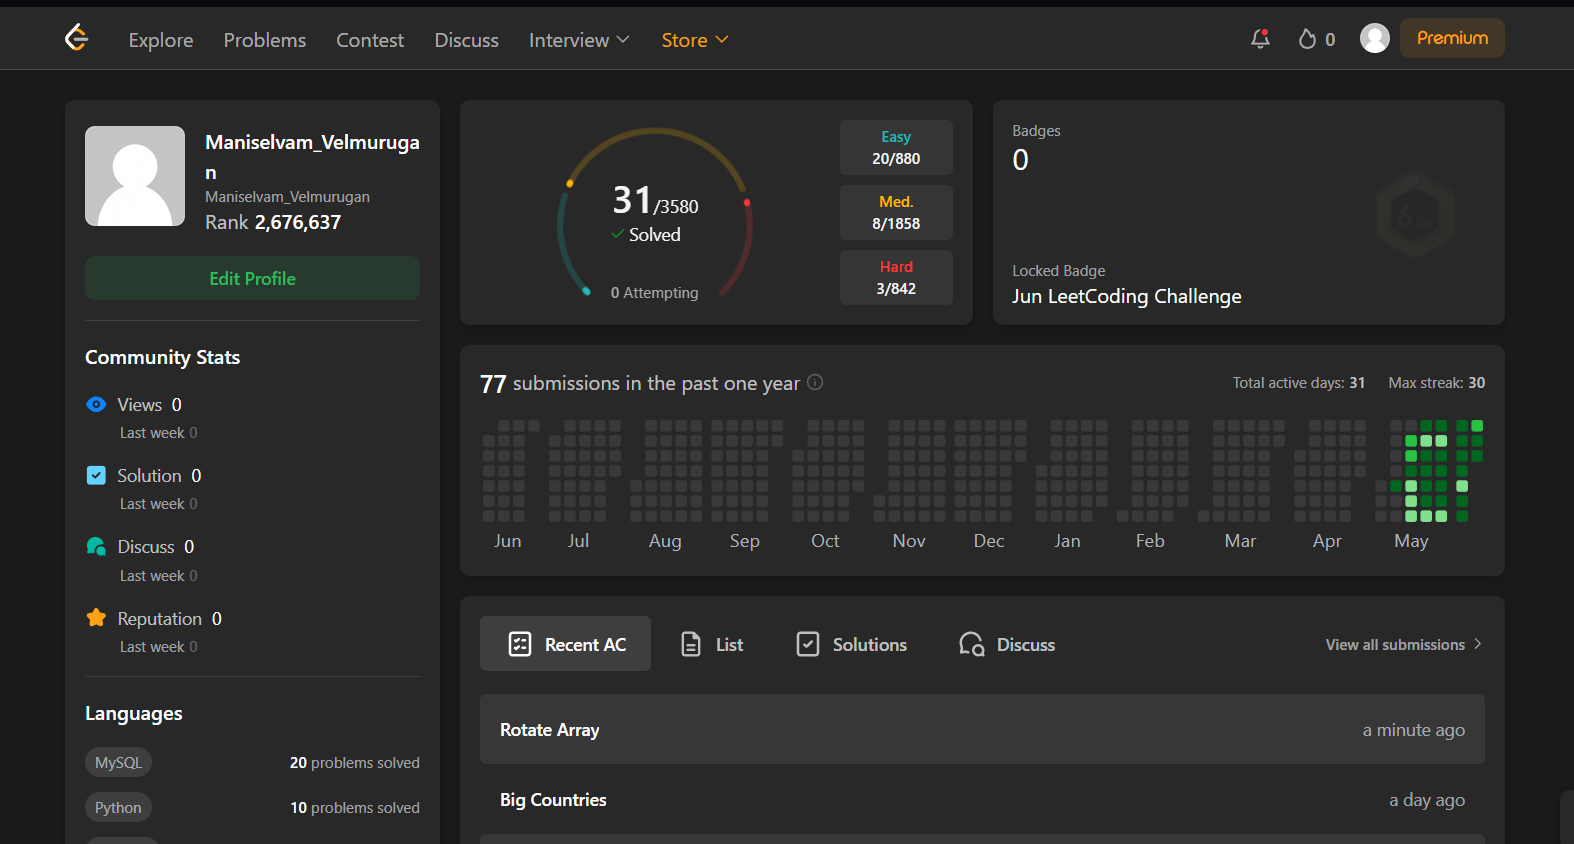 Explore Problems Contest Discuss Interview Store 0 Premium
Maniselvam_Velmuruga
n
Maniselvam_Velmurugan
Rank 2,676,637
Edit Profile
Community Stats
Views 0
Last week 0
Solution 0
Last week 0
Discuss 0
Last week 0
Reputation 0
Last week 0
Languages
MySQL 20 problems solved
Python 10 problems solved
31/3580
Solved
0 Attempting
Easy
20/880
Med.
8/1858
Hard
3/842
Badges
0
Locked Badge
Jun LeetCoding Challenge
77 submissions in the past one year
Total active days: 31 Max streak: 30
Jun Jul Aug Sep Oct Nov Dec Jan Feb Mar Apr May
Recent AC List Solutions Discuss View all submissions
Rotate Array a minute ago
Big Countries a day ago